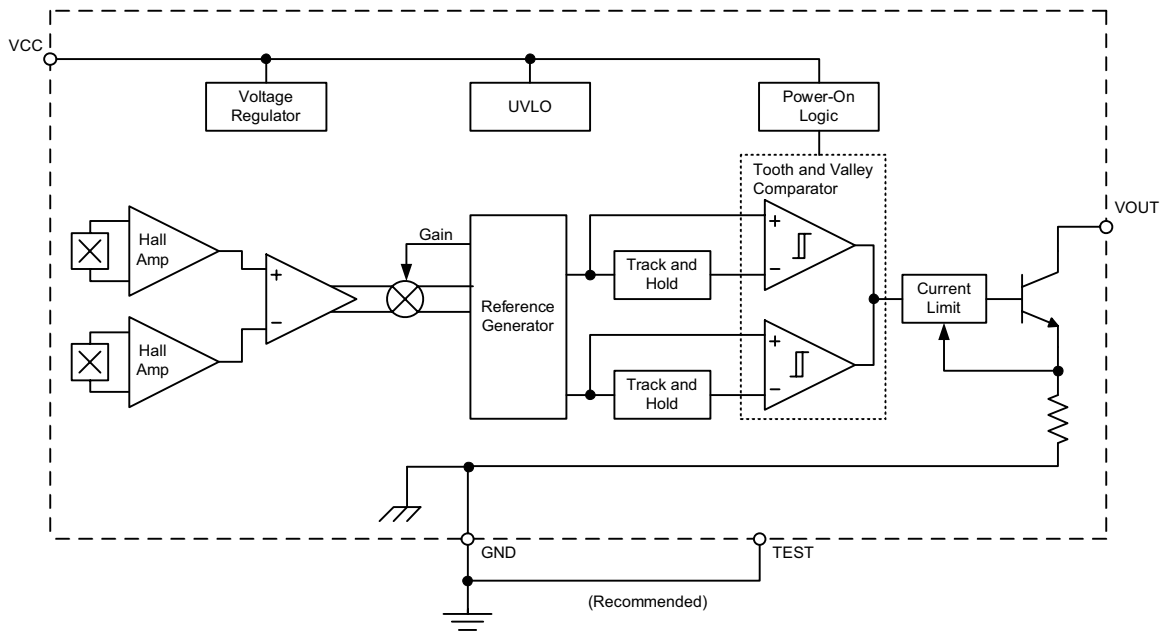 VCC
Voltage
Regulator
UVLO
Power-On
Logic
Tooth and Valley
Comparator
VOUT
Hall
Amp
+
−
Gain
Reference
Generator
Track and
Hold
+
−
Current
Limit
Hall
Amp
Track and
Hold
+
−
GND
TEST
(Recommended)